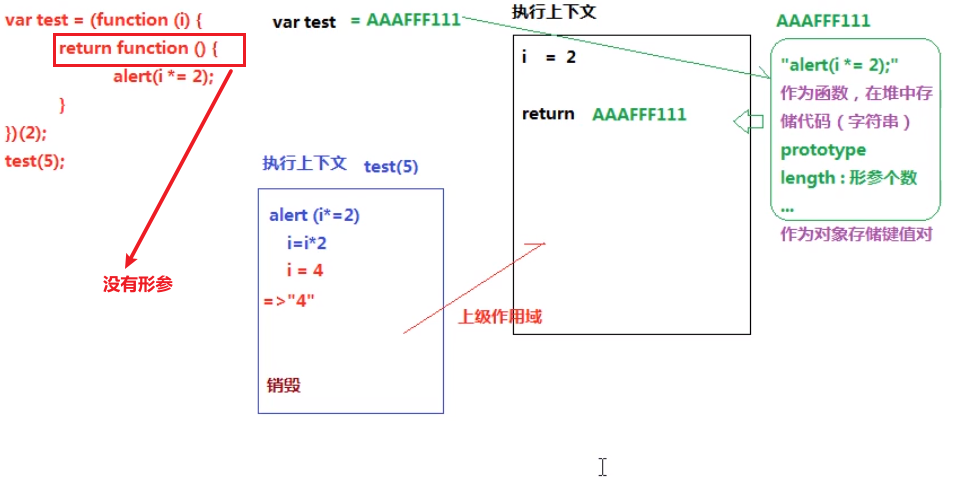 var test = (function (i) {
return function () {
alert(i *= 2);
}
})(2);
test(5);
没有形参
var test = AAAFFF111
执行上下文 test(5)
alert (i*=2)
i=i*2
i = 4
=>"4"
销毁
上级作用域
执行上下文
i = 2
return AAAFFF111
AAAFFF111
"alert(i *= 2);"
作为函数，在堆中存
储代码（字符串）
prototype
length : 形参个数
...
作为对象存储键值对